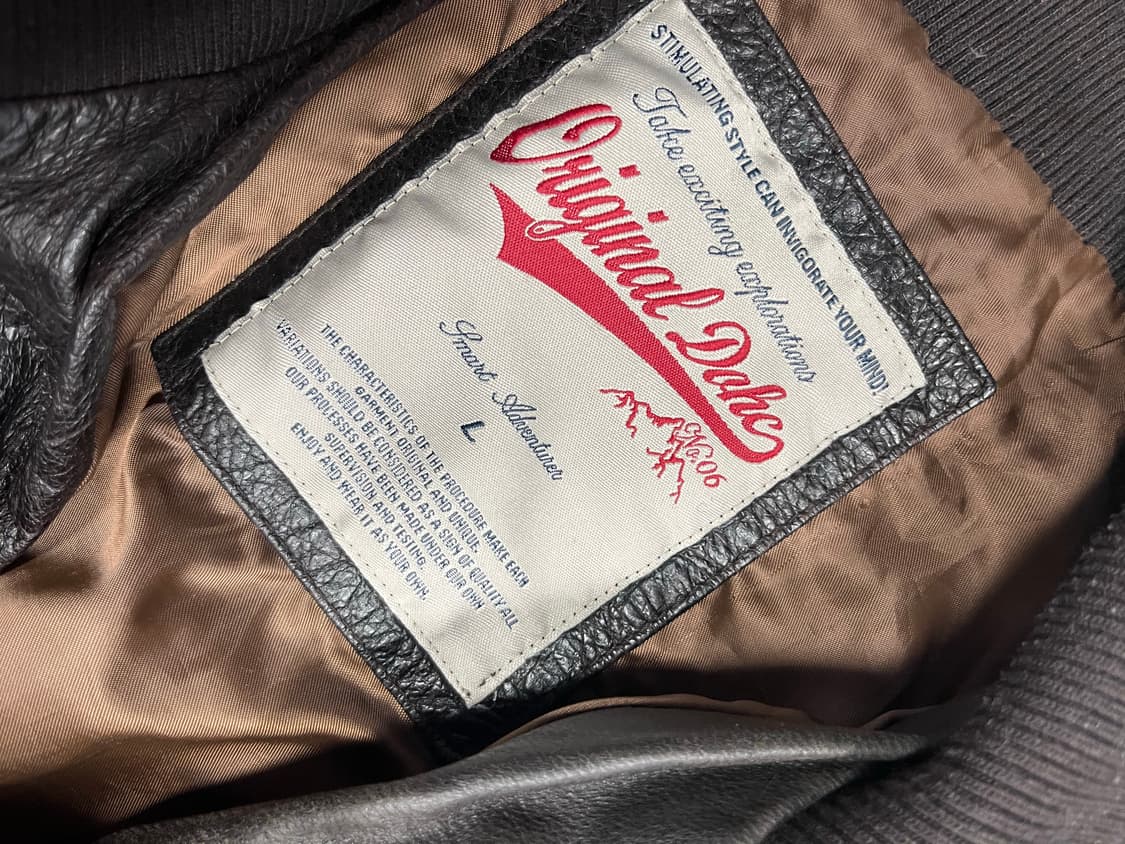 STIMULATING STYLE CAN INVIGORATE YOUR MIND!
Take exciting explorations
Original Dahc
No.06
Smart Adventurer
L
THE CHARACTERISTICS OF THE PROCEDURE MAKE EACH
GARMENT ORIGINAL AND UNIQUE.
VARIATIONS SHOULD BE CONSIDERED AS A SIGN OF QUALITY ALL
OUR PROLESSES HAVE BEEN MADE UNDER OUR OWN
SUPERVISION AND TESTING.
ENJOY AND WEAR IT AS YOUR OWN.